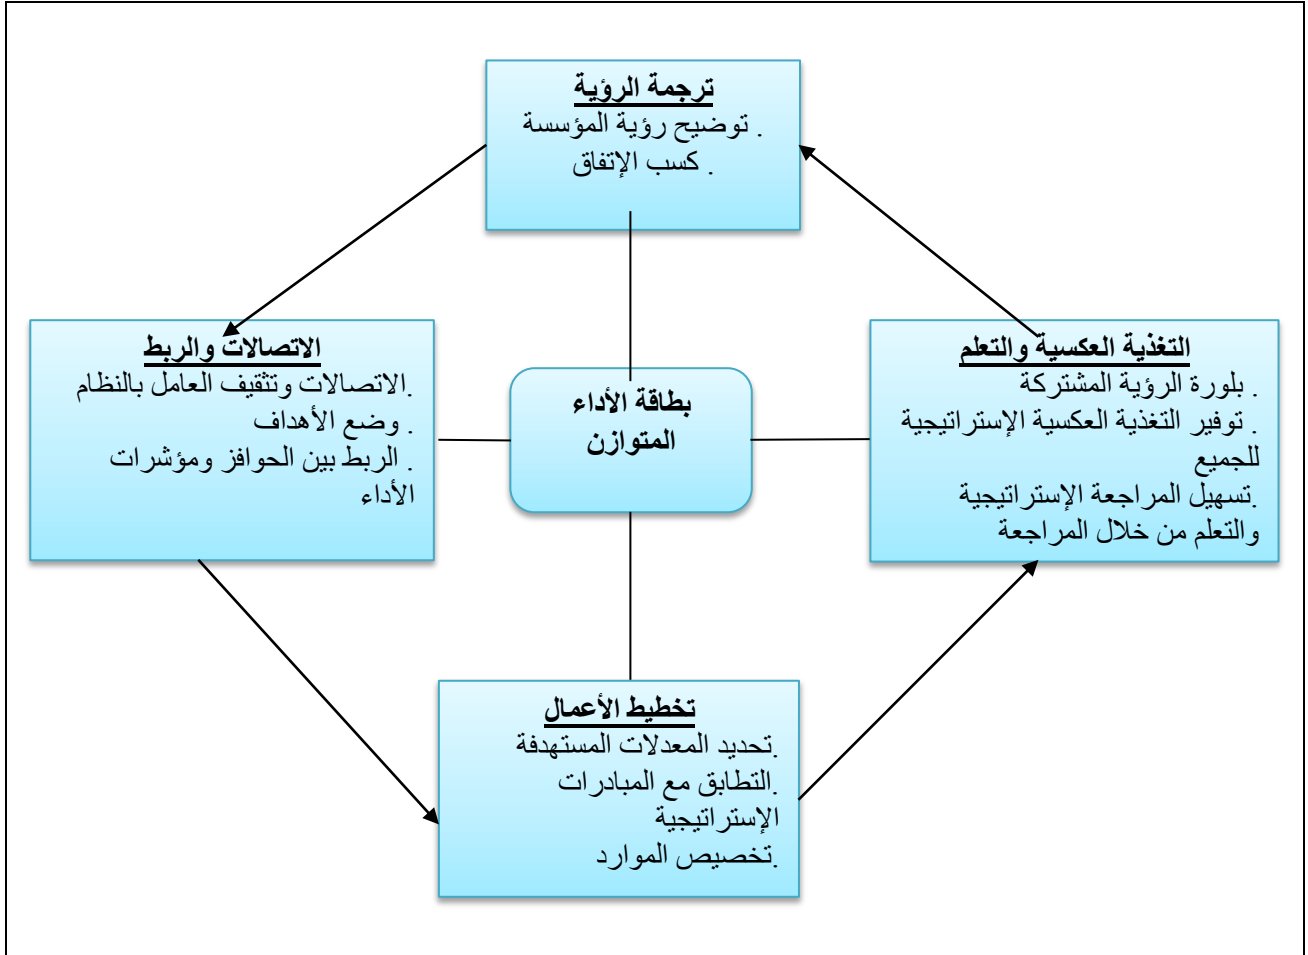 ترجمة الرؤية
. توضيح رؤية المؤسسة
. كسب الإتفاق
التغذية العكسية والتعلم
. بلورة الرؤية المشتركة
. توفير التغذية العكسية الإستراتيجية
للجميع
.تسهيل المراجعة الإستراتيجية
والتعلم من خلال المراجعة
بطاقة الأداء
المتوازن
الاتصالات والربط
.الاتصالات وتثقيف العامل بالنظام
. وضع الأهداف
. الربط بين الحوافز ومؤشرات
الأداء
تخطيط الأعمال
.تحديد المعدلات المستهدفة
.التطابق مع المبادرات
الإستراتيجية
.تخصيص الموارد